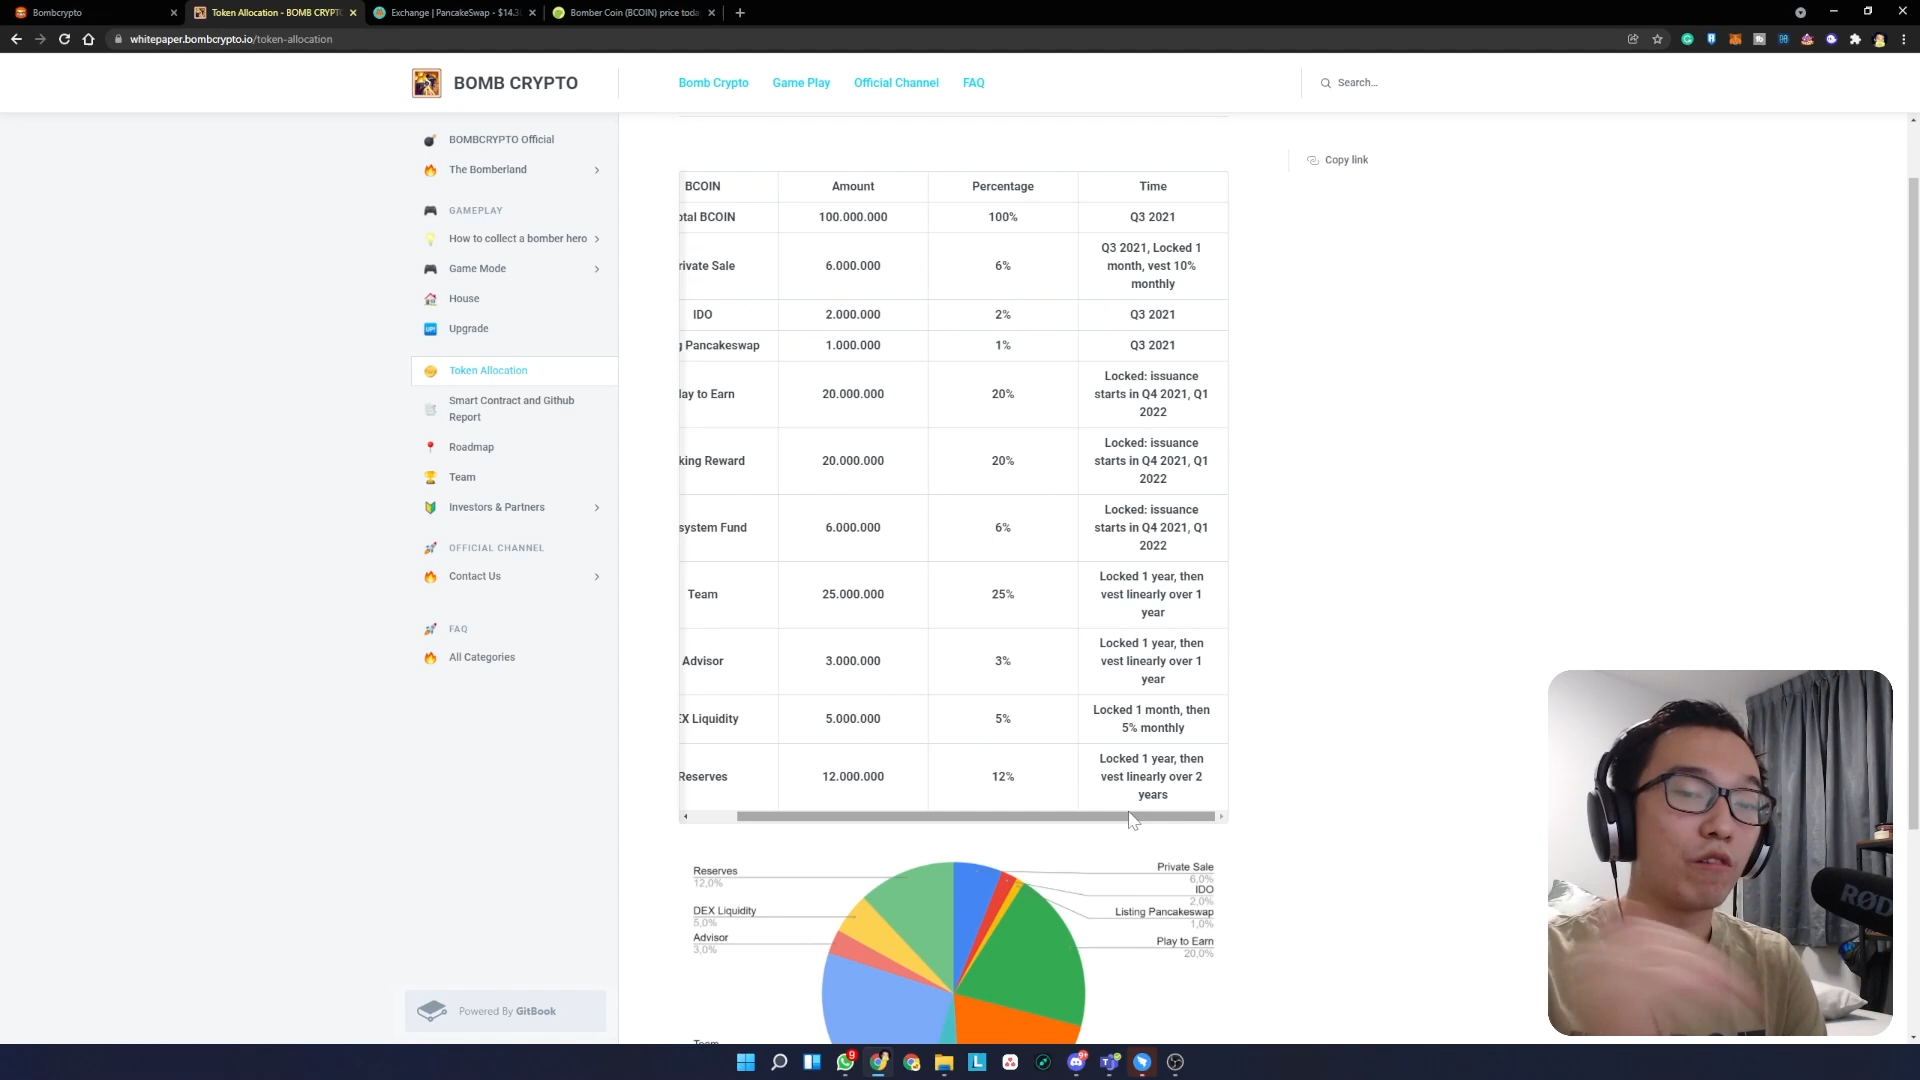 Bombcrypto
Token Allocation - BOMB CRYPTO
Exchange | PancakeSwap - $14.3
Bomber Coin (BCOIN) price toda
whitepaper.bombcrypto.io/token-allocation
BOMB CRYPTO
Bomb Crypto
Game Play
Official Channel
FAQ
Search...
BOMBCRYPTO Official
The Bomberland
GAMEPLAY
How to collect a bomber hero
Game Mode
House
UP!
Upgrade
Token Allocation
Smart Contract and Github
Report
Roadmap
Team
Investors & Partners
OFFICIAL CHANNEL
Contact Us
FAQ
All Categories
Powered By GitBook
Copy link
BCOIN Amount Percentage Time
otal BCOIN 100.000.000 100% Q3 2021
rivate Sale 6.000.000 6% Q3 2021, Locked 1
month, vest 10%
monthly
IDO 2.000.000 2% Q3 2021
g Pancakeswap 1.000.000 1% Q3 2021
lay to Earn 20.000.000 20% Locked: issuance
starts in Q4 2021, Q1
2022
king Reward 20.000.000 20% Locked: issuance
starts in Q4 2021, Q1
2022
system Fund 6.000.000 6% Locked: issuance
starts in Q4 2021, Q1
2022
Team 25.000.000 25% Locked 1 year, then
vest linearly over 1
year
Advisor 3.000.000 3% Locked 1 year, then
vest linearly over 1
year
EX Liquidity 5.000.000 5% Locked 1 month, then
5% monthly
Reserves 12.000.000 12% Locked 1 year, then
vest linearly over 2
years
Reserves
12,0%
DEX Liquidity
5,0%
Advisor
3,0%
Team
Private Sale
6,0%
IDO
2,0%
Listing Pancakeswap
1,0%
Play to Earn
20,0%
RØD
9
L
9+